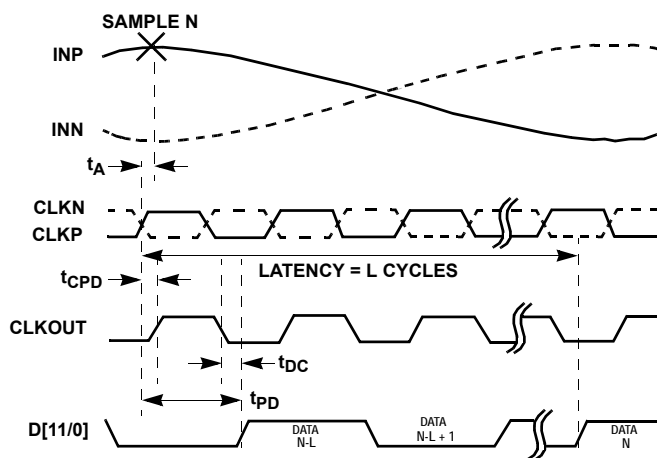 SAMPLE N
INP
INN
tA
CLKN
CLKP
LATENCY = L CYCLES
tCPD
CLKOUT
tDC
tPD
D[11/0]
DATA
N-L
DATA
N-L + 1
DATA
N